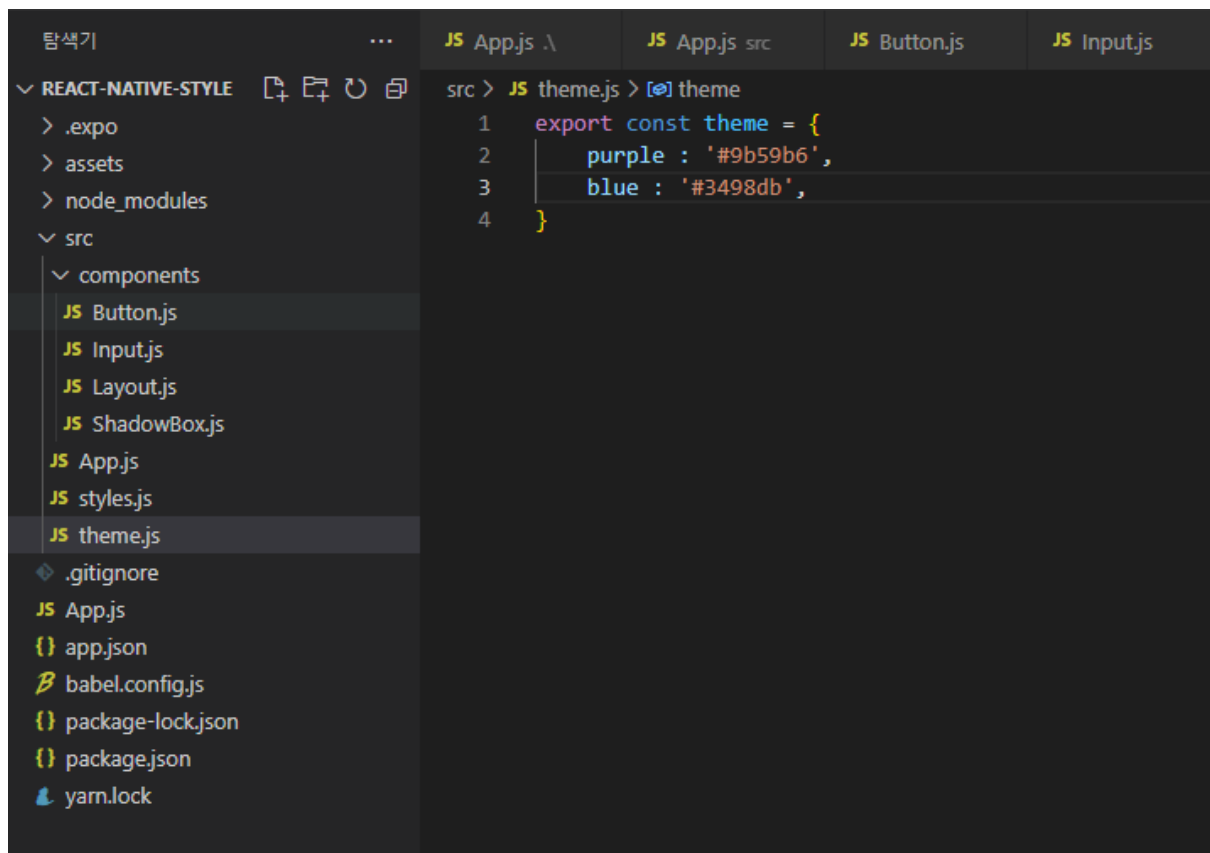 탐색기 ...
JS App.js .\ JS App.js src JS Button.js JS Input.js
REACT-NATIVE-STYLE
src > JS theme.js > theme
.expo
assets
node_modules
src
components
JS Button.js
JS Input.js
JS Layout.js
JS ShadowBox.js
JS App.js
JS styles.js
JS theme.js
.gitignore
JS App.js
{} app.json
B babel.config.js
{} package-lock.json
{} package.json
yarn.lock
1 export const theme = {
2 purple : '#9b59b6',
3 blue : '#3498db',
4 }